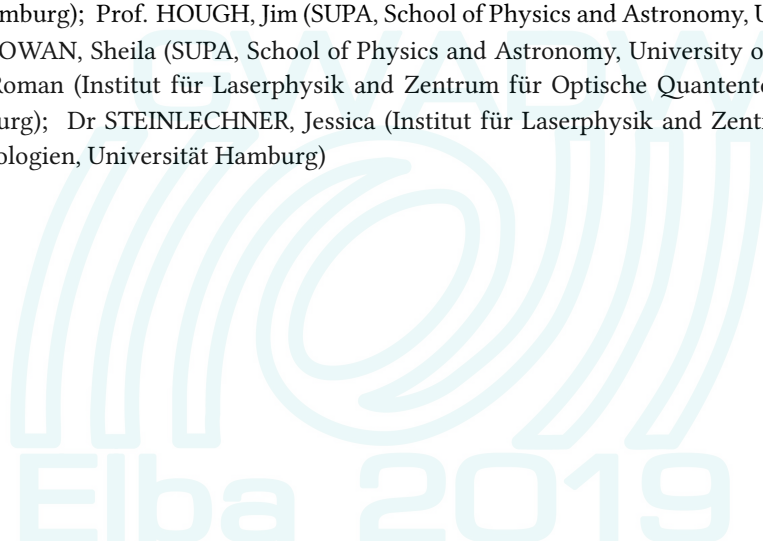 mburg); Prof. HOUGH, Jim (SUPA, School of Physics and Astronomy, U
OWAN, Sheila (SUPA, School of Physics and Astronomy, University o
Roman (Institut für Laserphysik and Zentrum für Optische Quantente
urg); Dr STEINLECHNER, Jessica (Institut für Laserphysik and Zentr
ologien, Universität Hamburg)
GWADW
Elba 2019